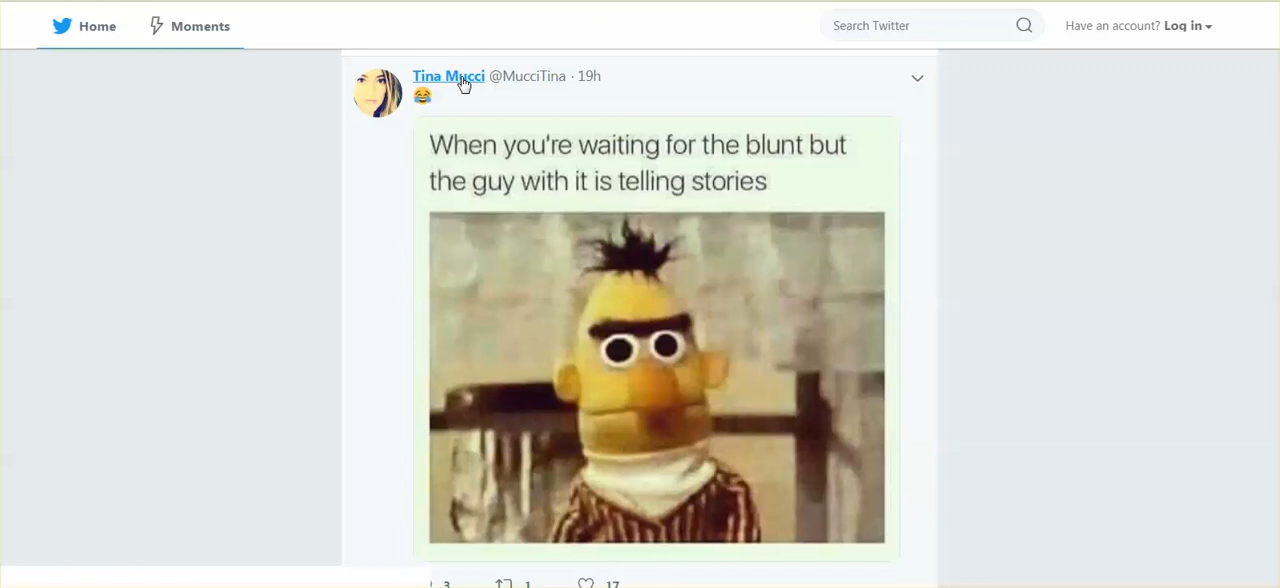 Home Moments Search Twitter Have an account? Log in
Tina Mucci @MucciTina · 19h
😂
When you're waiting for the blunt but
the guy with it is telling stories
3 1 17